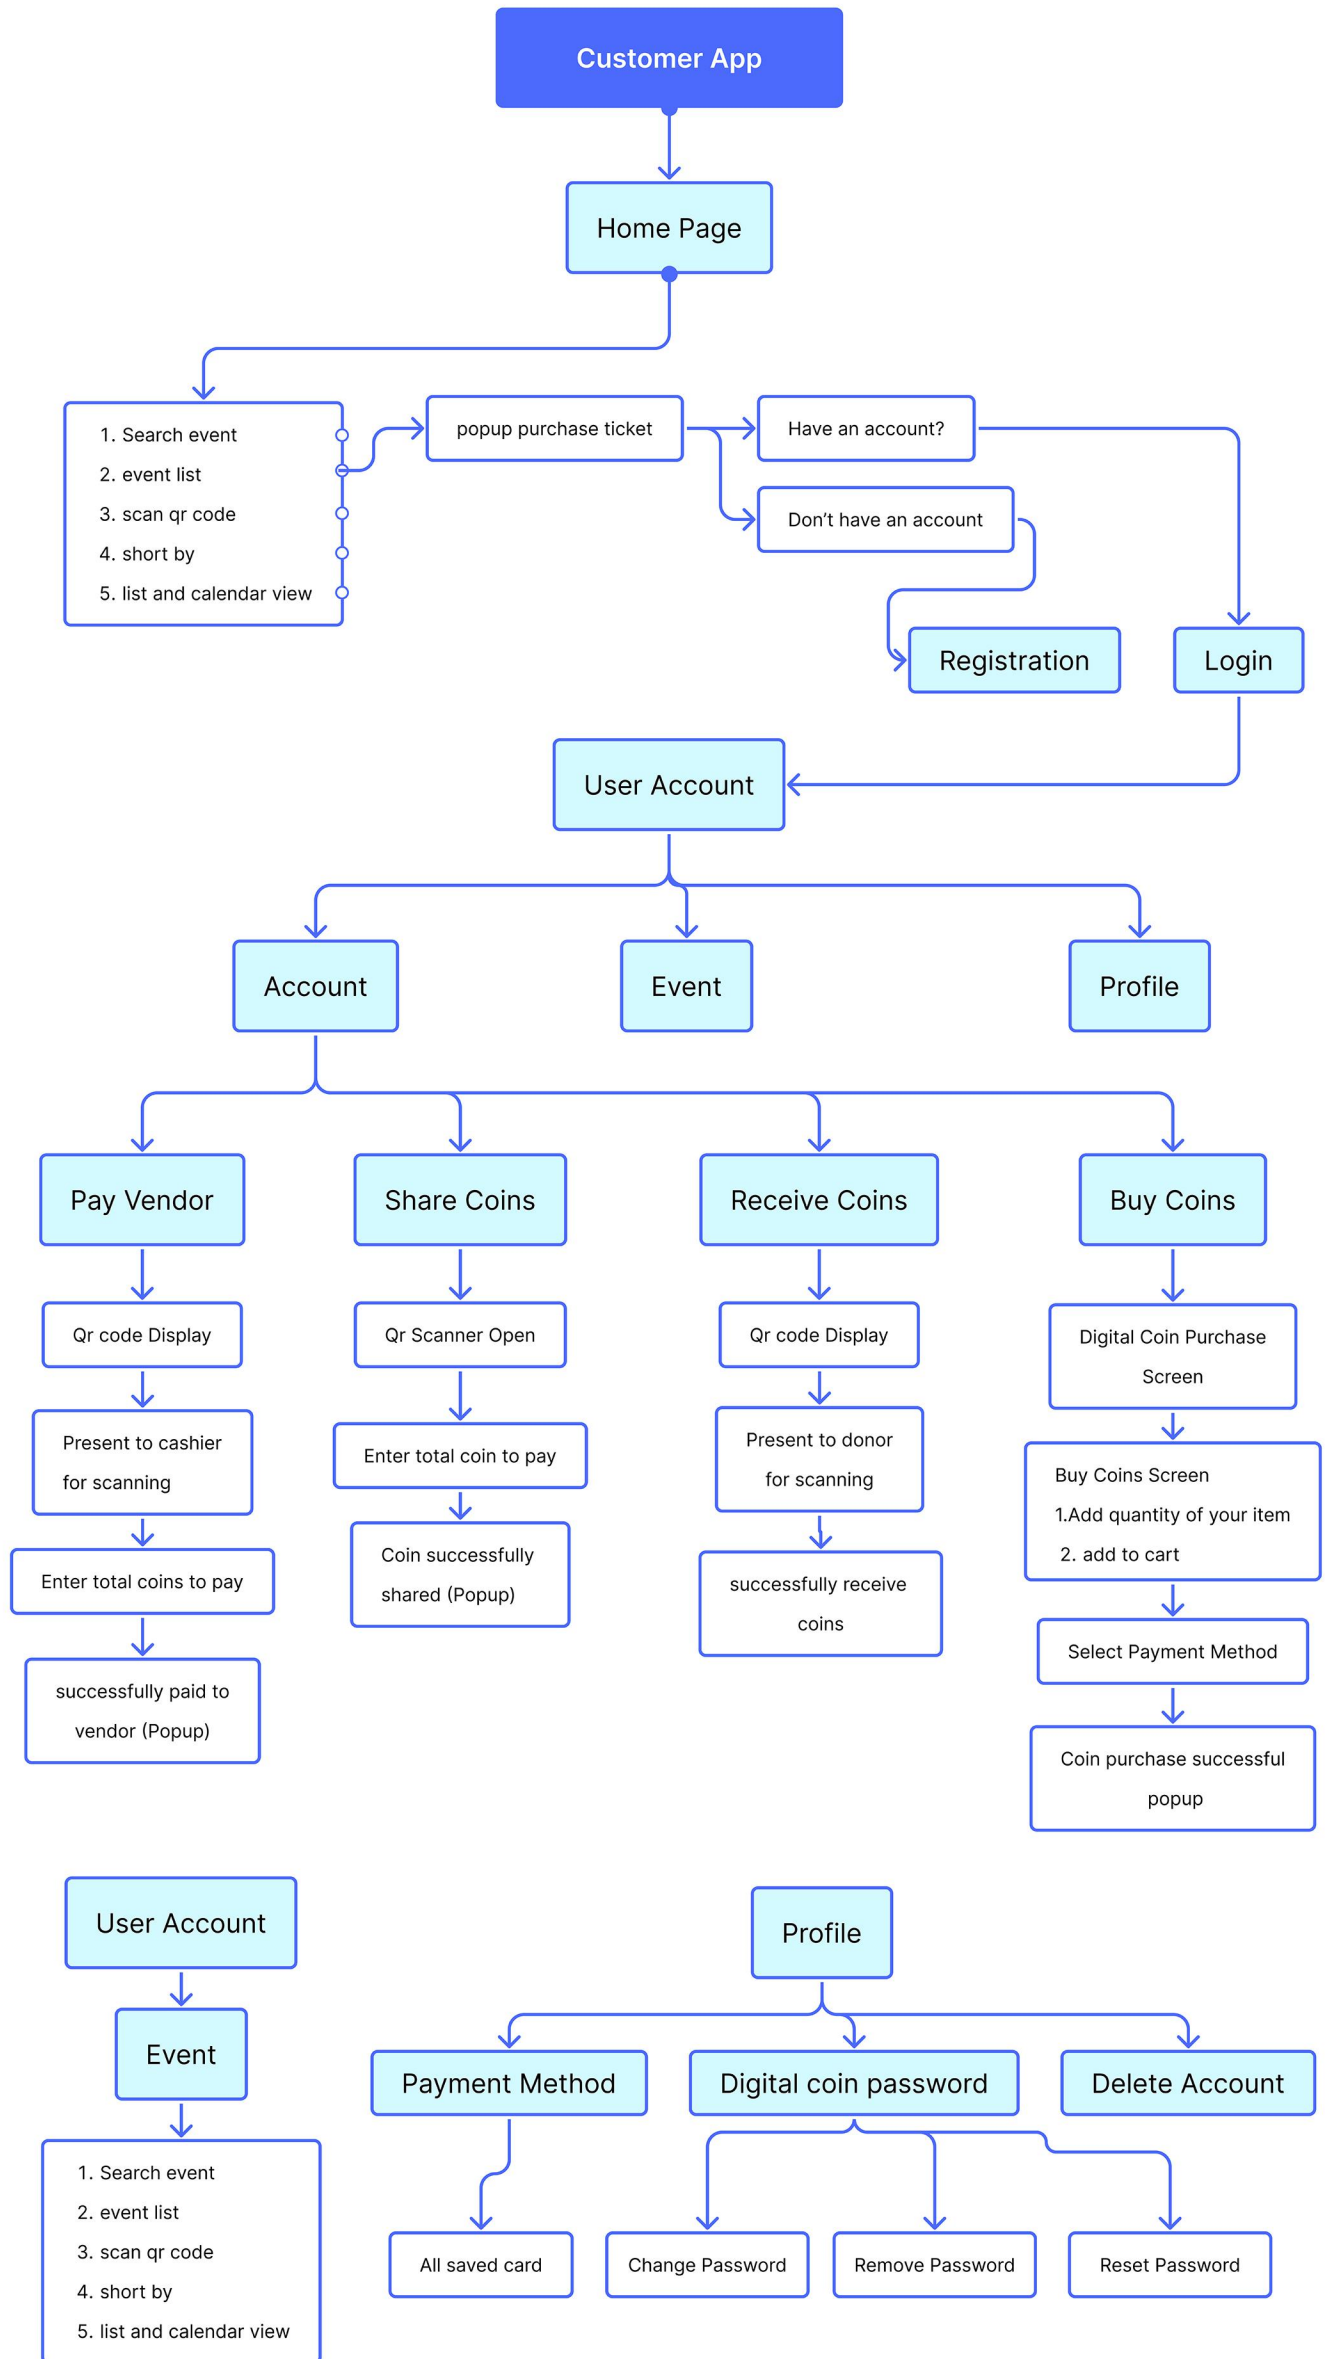 Customer App
Home Page
1. Search event
2. event list
3. scan qr code
4. short by
5. list and calendar view
popup purchase ticket
Have an account?
Don’t have an account
Registration
Login
User Account
Account
Event
Profile
Pay Vendor
Share Coins
Receive Coins
Buy Coins
Qr code Display
Present to cashier
for scanning
Enter total coins to pay
successfully paid to
vendor (Popup)
Qr Scanner Open
Enter total coin to pay
Coin successfully
shared (Popup)
Qr code Display
Present to donor
for scanning
successfully receive
coins
Digital Coin Purchase
Screen
Buy Coins Screen
1.Add quantity of your item
2. add to cart
Select Payment Method
Coin purchase successful
popup
User Account
Event
1. Search event
2. event list
3. scan qr code
4. short by
5. list and calendar view
Profile
Payment Method
Digital coin password
Delete Account
All saved card
Change Password
Remove Password
Reset Password